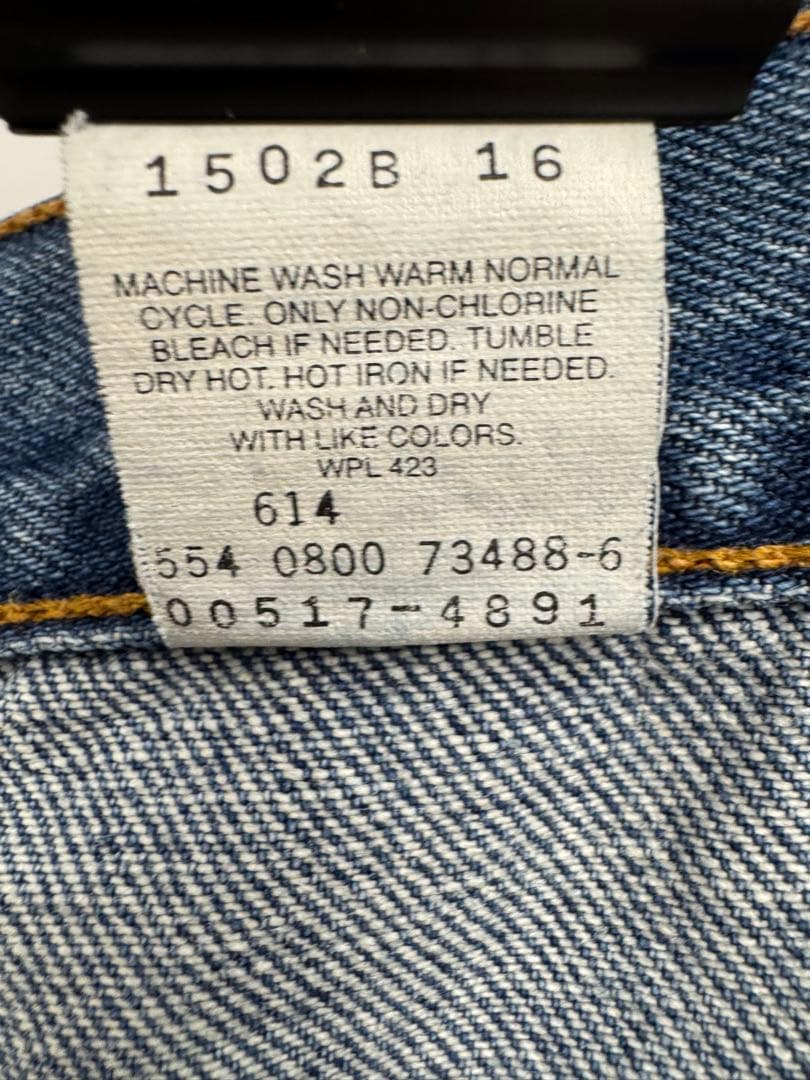 1502B 16
MACHINE WASH WARM NORMAL
CYCLE. ONLY NON-CHLORINE
BLEACH IF NEEDED. TUMBLE
DRY HOT. HOT IRON IF NEEDED.
WASH AND DRY
WITH LIKE COLORS.
WPL 423
614
554 0800 73488-6
00517-4891